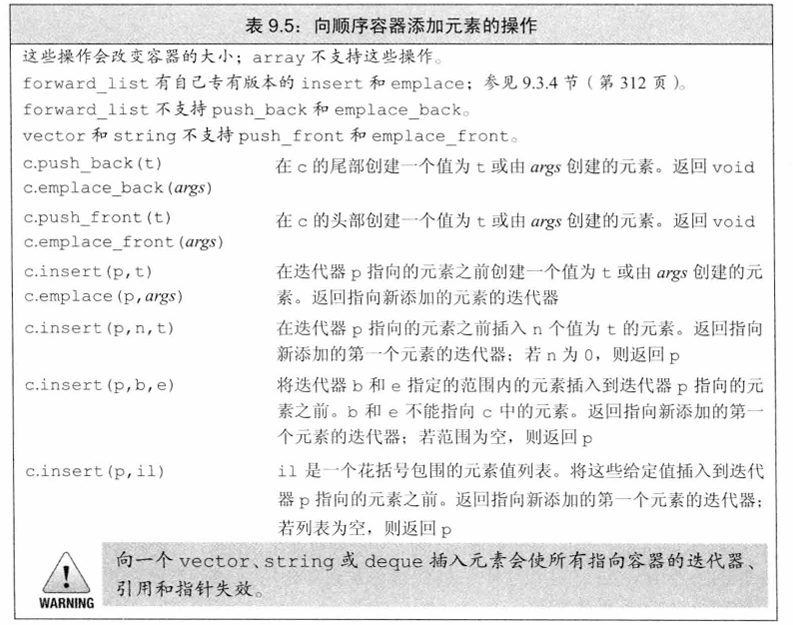 表 9.5：向顺序容器添加元素的操作
这些操作会改变容器的大小；array 不支持这些操作。
forward_list 有自己专有版本的 insert 和 emplace；参见 9.3.4 节（第 312 页）。
forward_list 不支持 push_back 和 emplace_back。
vector 和 string 不支持 push_front 和 emplace_front。
c.push_back(t) 在 c 的尾部创建一个值为 t 或由 args 创建的元素。返回 void
c.emplace_back(args)
c.push_front(t) 在 c 的头部创建一个值为 t 或由 args 创建的元素。返回 void
c.emplace_front(args)
c.insert(p,t) 在迭代器 p 指向的元素之前创建一个值为 t 或由 args 创建的元
c.emplace(p,args) 素。返回指向新添加的元素的迭代器
c.insert(p,n,t) 在迭代器 p 指向的元素之前插入 n 个值为 t 的元素。返回指向
新添加的第一个元素的迭代器；若 n 为 0，则返回 p
c.insert(p,b,e) 将迭代器 b 和 e 指定的范围内的元素插入到迭代器 p 指向的元
素之前。b 和 e 不能指向 c 中的元素。返回指向新添加的第一
个元素的迭代器；若范围为空，则返回 p
c.insert(p,il) il 是一个花括号包围的元素值列表。将这些给定值插入到迭代
器 p 指向的元素之前。返回指向新添加的第一个元素的迭代器；
若列表为空，则返回 p
向一个 vector、string 或 deque 插入元素会使所有指向容器的迭代器、
引用和指针失效。
WARNING